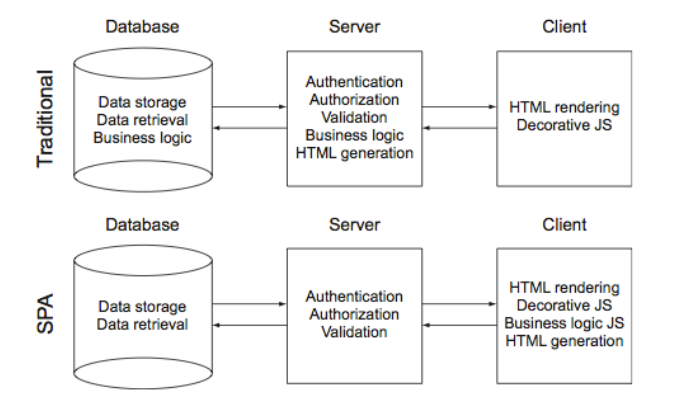 Database
Server
Client
Traditional
Data storage
Data retrieval
Business logic
Authentication
Authorization
Validation
Business logic
HTML generation
HTML rendering
Decorative JS
Database
Server
Client
SPA
Data storage
Data retrieval
Authentication
Authorization
Validation
HTML rendering
Decorative JS
Business logic JS
HTML generation